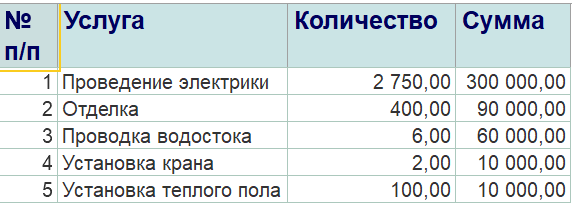 № п/п Услуга Количество Сумма
1 Проведение электрики 2 750,00 300 000,00
2 Отделка 400,00 90 000,00
3 Проводка водостока 6,00 60 000,00
4 Установка крана 2,00 10 000,00
5 Установка теплого пола 100,00 10 000,00